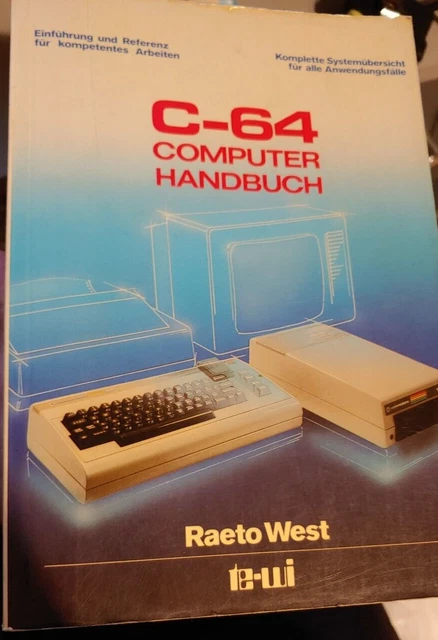 Einführung und Referenz
für kompetentes Arbeiten
Komplette Systemübersicht
für alle Anwendungsfälle
C-64
COMPUTER
HANDBUCH
Raeto West
te-wi